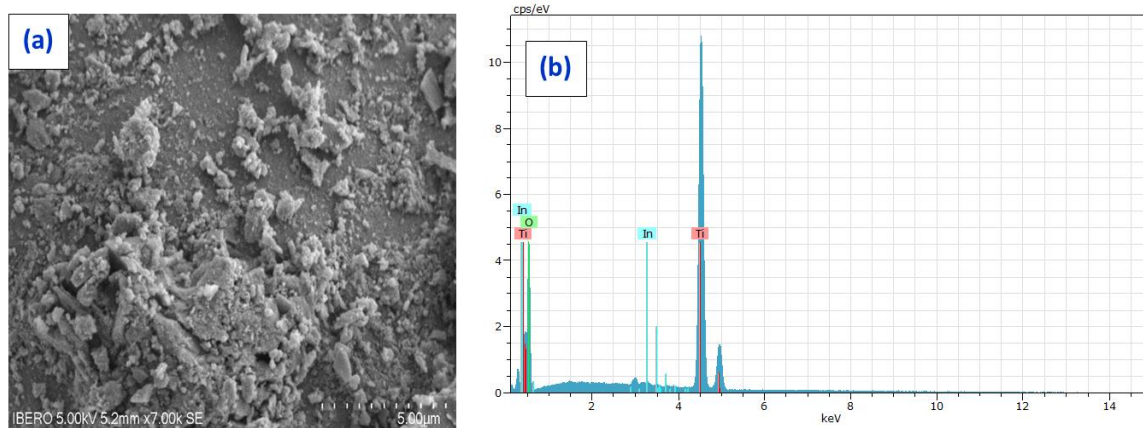 (a)
IBERO 5.00kV 5.2mm x7.00k SE
5.00µm
cps/eV
(b)
10
8
6
4
2
0
In
O
Ti
In
Ti
2
4
6
8
10
12
14
keV